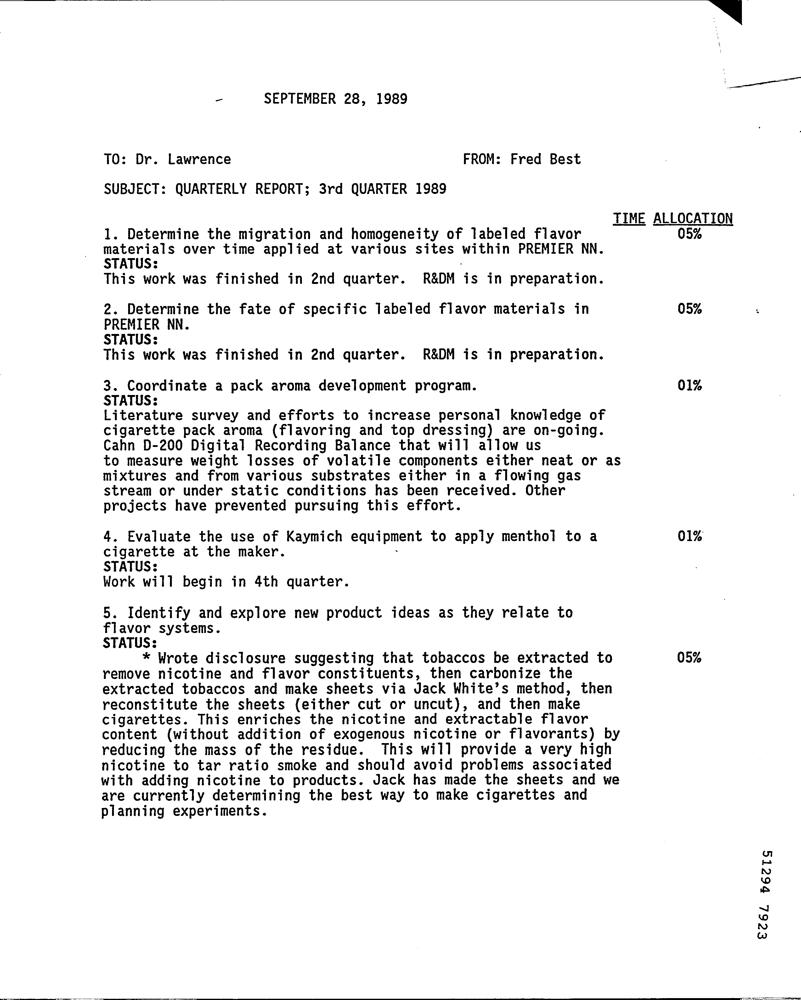 SEPTEMBER 28, 1989
TO: Dr. Lawrence FROM: Fred Best
SUBJECT: QUARTERLY REPORT; 3rd QUARTER 1989
TIME ALLOCATION
1. Determine the migration and homogeneity of labeled flavor 05%
materials over time applied at various sites within PREMIER NN.
STATUS:
This work was finished in 2nd quarter. R&DM is in preparation.
2. Determine the fate of specific labeled flavor materials in 05%
PREMIER NN.
STATUS:
This work was finished in 2nd quarter. R&DM is in preparation.
3. Coordinate a pack aroma development program. 01%
STATUS:
Literature survey and efforts to increase personal knowledge of
cigarette pack aroma (flavoring and top dressing) are on-going.
Cahn D-200 Digital Recording Balance that will allow us
to measure weight losses of volatile components either neat or as
mixtures and from various substrates either in a flowing gas
stream or under static conditions has been received. Other
projects have prevented pursuing this effort.
4. Evaluate the use of Kaymich equipment to apply menthol to a 01%
cigarette at the maker.
STATUS:
Work will begin in 4th quarter.
5. Identify and explore new product ideas as they relate to
flavor systems.
STATUS:
* Wrote disclosure suggesting that tobaccos be extracted to 05%
remove nicotine and flavor constituents, then carbonize the
extracted tobaccos and make sheets via Jack White's method, then
reconstitute the sheets (either cut or uncut), and then make
cigarettes. This enriches the nicotine and extractable flavor
content (without addition of exogenous nicotine or flavorants) by
reducing the mass of the residue. This will provide a very high
nicotine to tar ratio smoke and should avoid problems associated
with adding nicotine to products. Jack has made the sheets and we
are currently determining the best way to make cigarettes and
planning experiments.
51294 7923